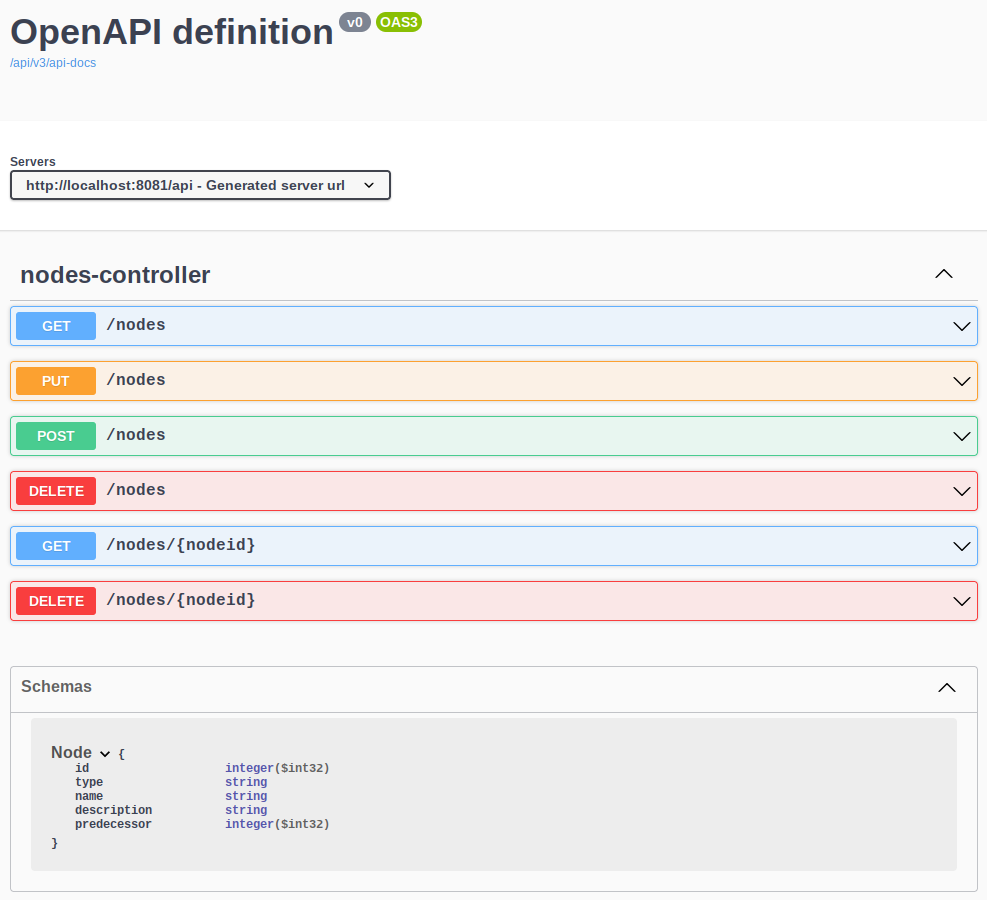 OpenAPI definition v0 OAS3
/api/v3/api-docs
Servers
http://localhost:8081/api - Generated server url
nodes-controller
GET /nodes
PUT /nodes
POST /nodes
DELETE /nodes
GET /nodes/{nodeid}
DELETE /nodes/{nodeid}
Schemas
Node {
id integer($int32)
type string
name string
description string
predecessor integer($int32)
}